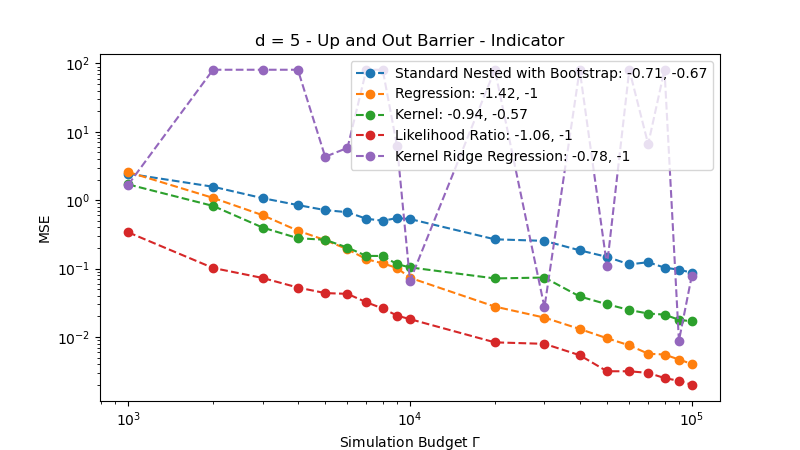 d = 5 - Up and Out Barrier - Indicator
10²
10¹
10⁰
10⁻¹
10⁻²
MSE
Standard Nested with Bootstrap: -0.71, -0.67
Regression: -1.42, -1
Kernel: -0.94, -0.57
Likelihood Ratio: -1.06, -1
Kernel Ridge Regression: -0.78, -1
10³
10⁴
10⁵
Simulation Budget Γ